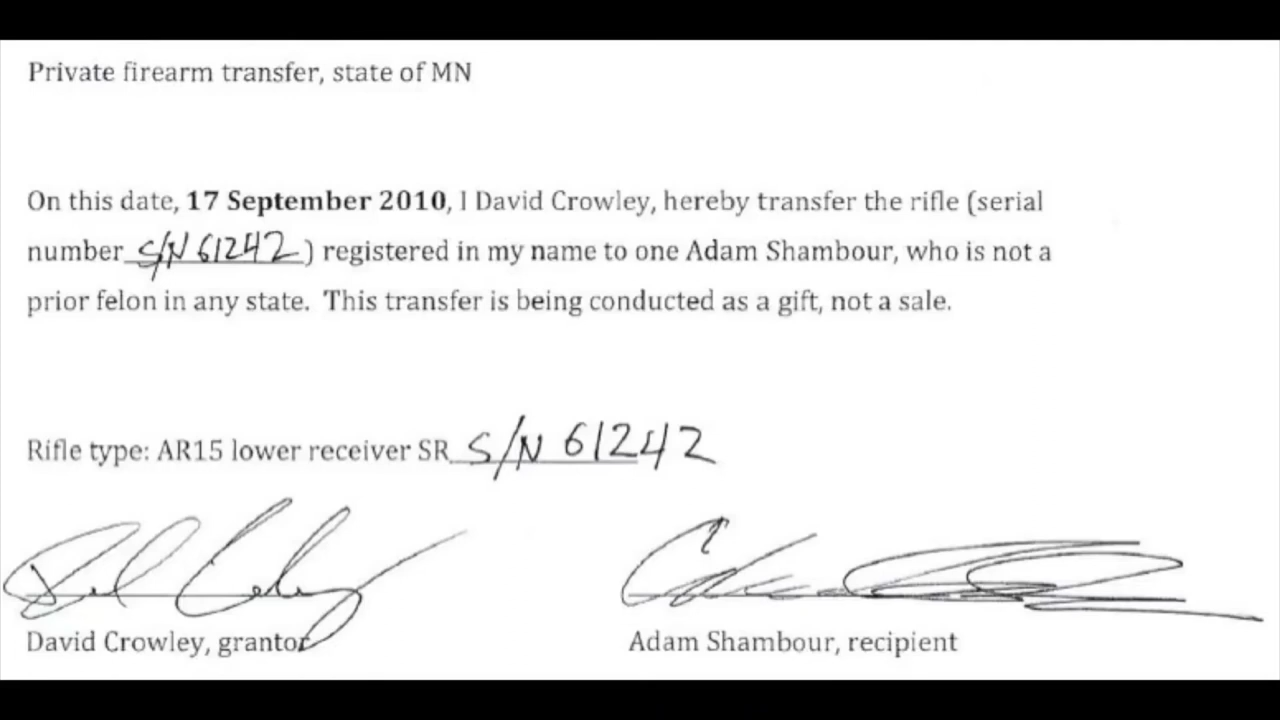 Private firearm transfer, state of MN
On this date, 17 September 2010, I David Crowley, hereby transfer the rifle (serial
number S/N 61242) registered in my name to one Adam Shambour, who is not a
prior felon in any state. This transfer is being conducted as a gift, not a sale.
Rifle type: AR15 lower receiver SR S/N 61242
David Crowley, grantor
Adam Shambour, recipient